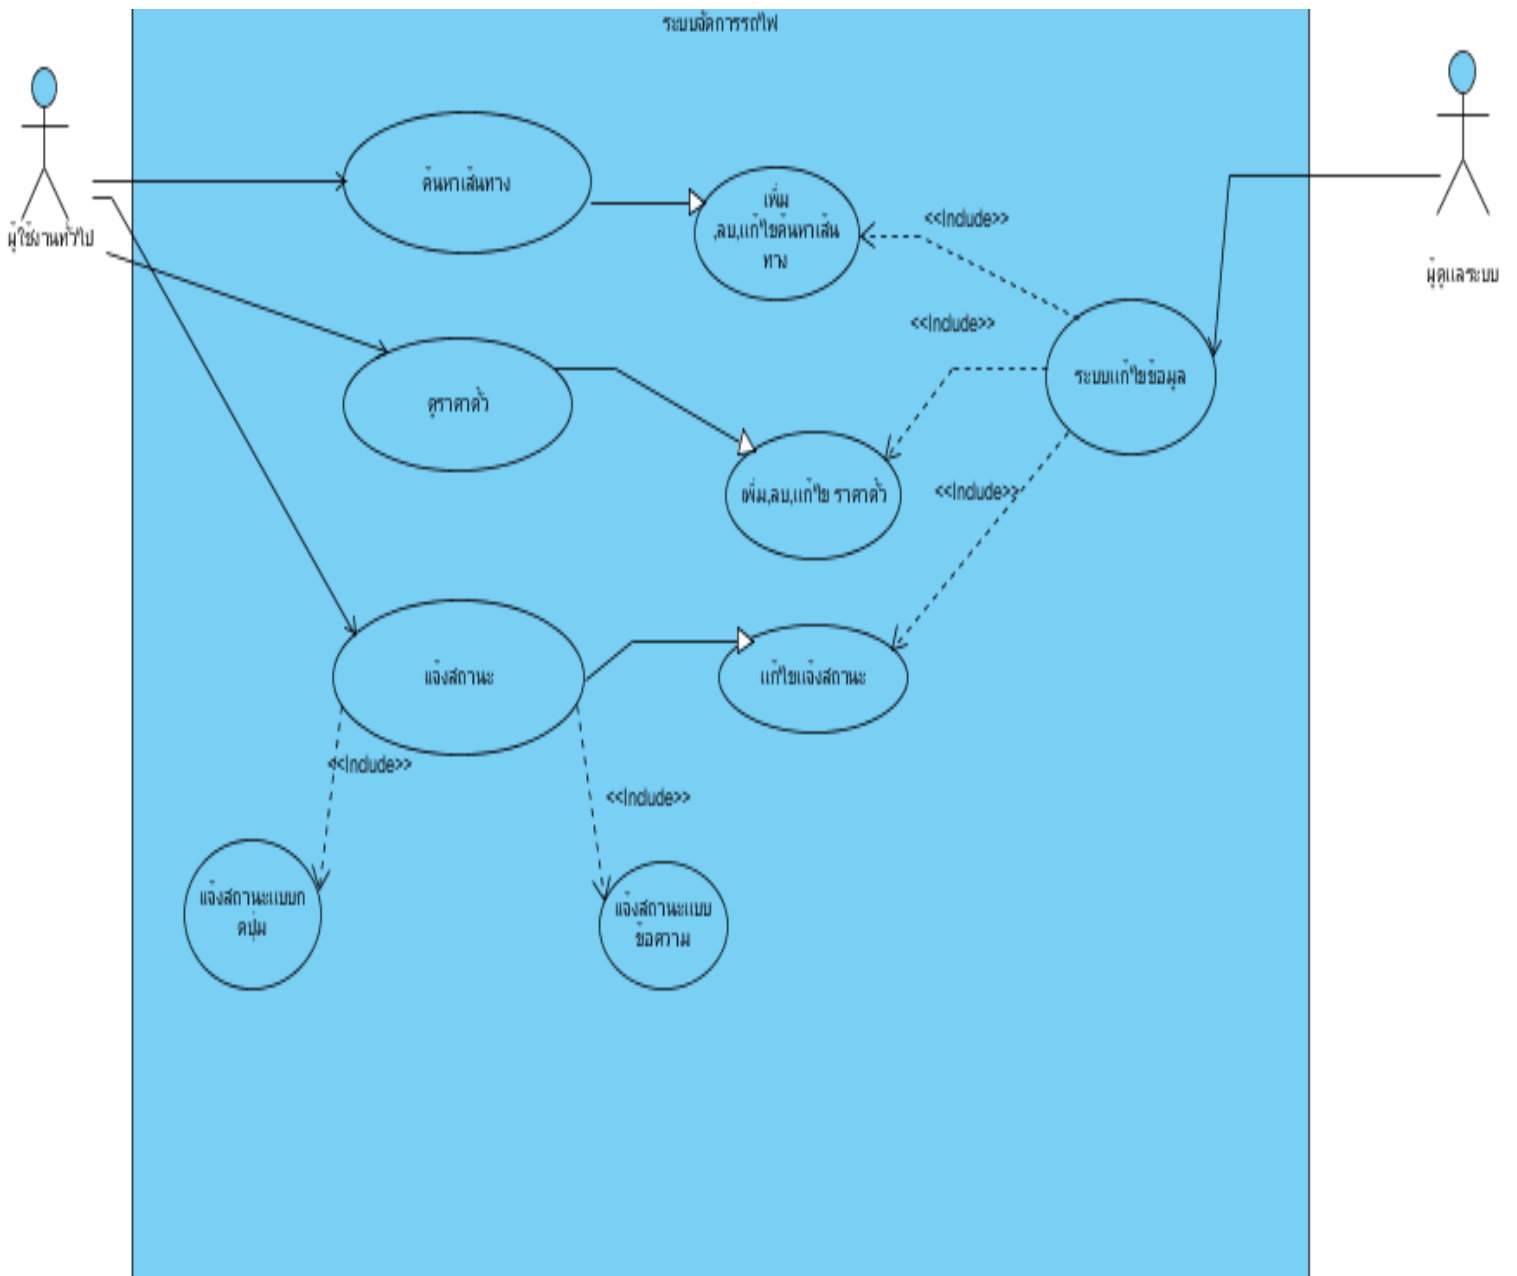 ระบบจัดการรถไฟ
ค้นหาเส้นทาง
เพิ่ม
,ลบ,แก้ไขค้นหาเส้น
ทาง
<<Include>>
ผู้ใช้งานทั่วไป
ผู้ดูแลระบบ
<<Include>>
ระบบแก้ไขข้อมูล
ดูราคาตั๋ว
เพิ่ม,ลบ,แก้ไข ราคาตั๋ว
<<Include>>
แจ้งสถานะ
แก้ไขแจ้งสถานะ
<<Include>>
<<Include>>
แจ้งสถานะแบบก
ดปุ่ม
แจ้งสถานะแบบ
ข้อความ